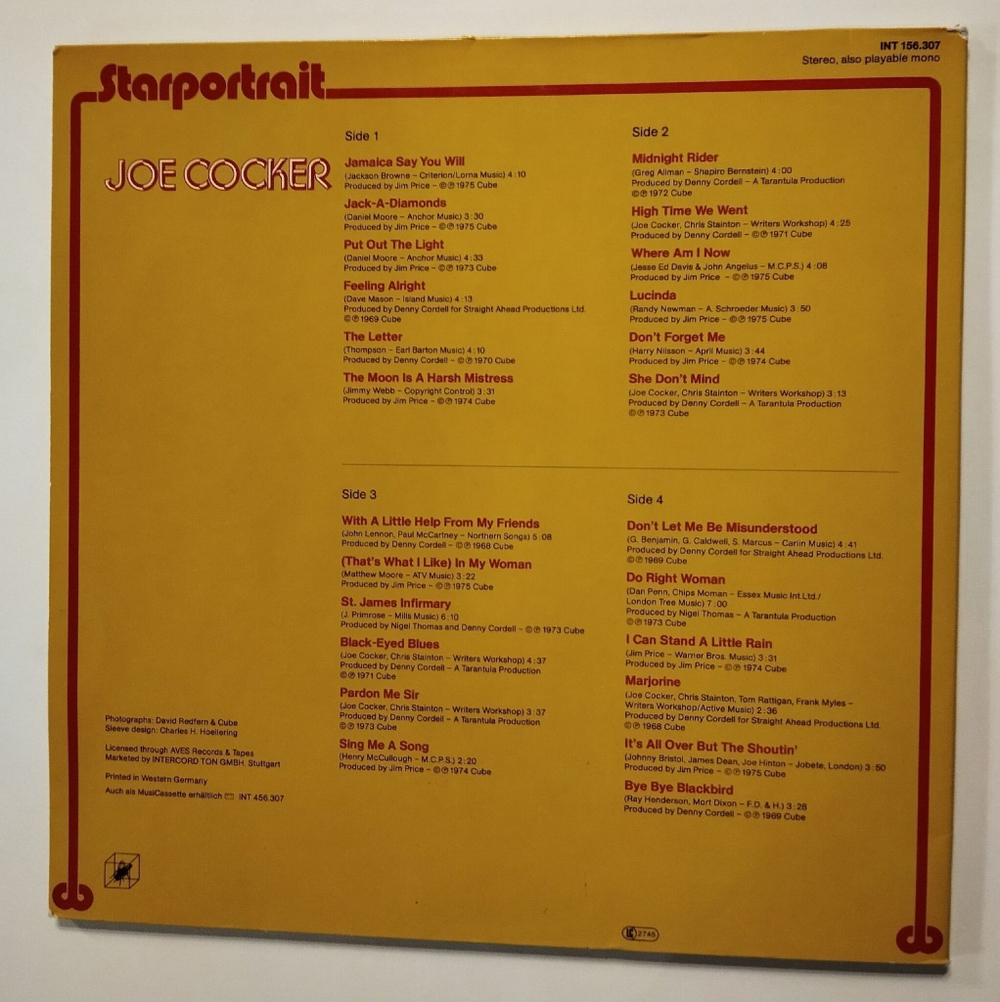 INT 156.307
Stereo, also playable mono
Starportrait
JOE COCKER
Side 1
Jamaica Say You Will
(Jackson Browne – Criterion/Lorna Music) 4:10
Produced by Jim Price – ©℗ 1975 Cube
Jack-A-Diamonds
(Daniel Moore – Anchor Music) 3:30
Produced by Jim Price – ©℗ 1975 Cube
Put Out The Light
(Daniel Moore – Anchor Music) 4:33
Produced by Jim Price – ©℗ 1973 Cube
Feeling Alright
(Dave Mason – Island Music) 4:13
Produced by Denny Cordell for Straight Ahead Productions Ltd.
©℗ 1969 Cube
The Letter
(Thompson – Earl Barton Music) 4:10
Produced by Denny Cordell – ©℗ 1970 Cube
The Moon Is A Harsh Mistress
(Jimmy Webb – Copyright Control) 3:31
Produced by Jim Price – ©℗ 1974 Cube
Side 2
Midnight Rider
(Greg Allman – Shapiro Bernstein) 4:00
Produced by Denny Cordell – A Tarantula Production
©℗ 1972 Cube
High Time We Went
(Joe Cocker, Chris Stainton – Writers Workshop) 4:25
Produced by Denny Cordell – ©℗ 1971 Cube
Where Am I Now
(Jesse Ed Davis & John Angelus – M.C.P.S.) 4:08
Produced by Jim Price – ©℗ 1975 Cube
Lucinda
(Randy Newman – A. Schroeder Music) 3:50
Produced by Jim Price – ©℗ 1975 Cube
Don't Forget Me
(Harry Nilsson – April Music) 3:44
Produced by Jim Price – ©℗ 1974 Cube
She Don't Mind
(Joe Cocker, Chris Stainton – Writers Workshop) 3:13
Produced by Denny Cordell – A Tarantula Production
©℗ 1973 Cube
Side 3
With A Little Help From My Friends
(John Lennon, Paul McCartney – Northern Songs) 5:08
Produced by Denny Cordell – ©℗ 1968 Cube
(That's What I Like) In My Woman
(Matthew Moore – ATV Music) 3:22
Produced by Jim Price – ©℗ 1975 Cube
St. James Infirmary
(J. Primrose – Mills Music) 6:10
Produced by Nigel Thomas and Denny Cordell – ©℗ 1973 Cube
Black-Eyed Blues
(Joe Cocker, Chris Stainton – Writers Workshop) 4:37
Produced by Denny Cordell – A Tarantula Production
©℗ 1971 Cube
Pardon Me Sir
(Joe Cocker, Chris Stainton – Writers Workshop) 3:37
Produced by Denny Cordell – A Tarantula Production
©℗ 1973 Cube
Sing Me A Song
(Henry McCullough – M.C.P.S.) 2:20
Produced by Jim Price – ©℗ 1974 Cube
Side 4
Don't Let Me Be Misunderstood
(G. Benjamin, G. Caldwell, S. Marcus – Carlin Music) 4:41
Produced by Denny Cordell for Straight Ahead Productions Ltd.
©℗ 1969 Cube
Do Right Woman
(Dan Penn, Chips Moman – Essex Music Int.Ltd./
London Tree Music) 7:00
Produced by Nigel Thomas – A Tarantula Production
©℗ 1973 Cube
I Can Stand A Little Rain
(Jim Price – Warner Bros. Music) 3:31
Produced by Jim Price – ©℗ 1974 Cube
Marjorine
(Joe Cocker, Chris Stainton, Tom Rattigan, Frank Myles –
Writers Workshop/Active Music) 2:36
Produced by Denny Cordell for Straight Ahead Productions Ltd.
©℗ 1968 Cube
It's All Over But The Shoutin'
(Johnny Bristol, James Dean, Joe Hinton – Jobete, London) 3:50
Produced by Jim Price – ©℗ 1975 Cube
Bye Bye Blackbird
(Ray Henderson, Mort Dixon – F.D. & H.) 3:28
Produced by Denny Cordell – ©℗ 1969 Cube
Photographs: David Redfern & Cube
Sleeve design: Charles H. Hoellering
Licensed through AVES Records & Tapes
Marketed by INTERCORD TON GMBH, Stuttgart
Printed in Western Germany
Auch als MusiCassette erhältlich INT 456.307
LC 2745